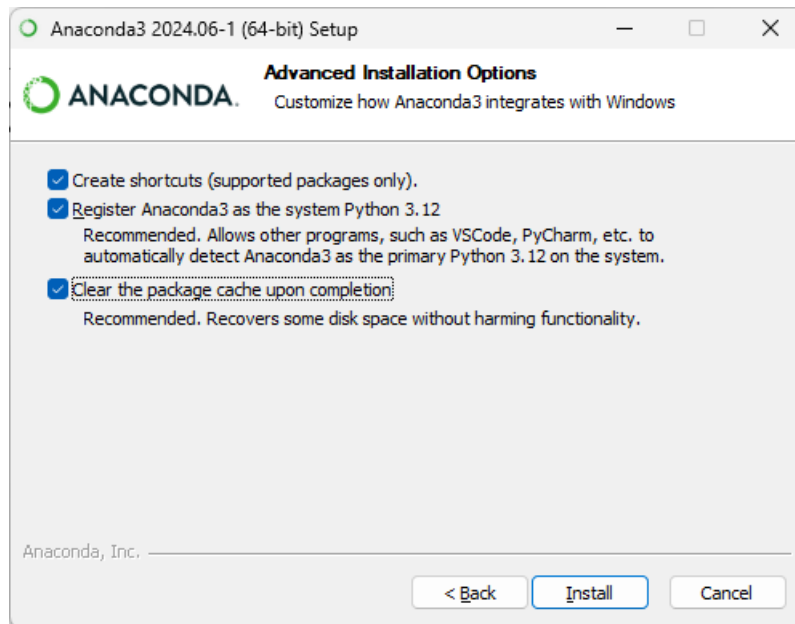 Anaconda3 2024.06-1 (64-bit) Setup
ANACONDA.
Advanced Installation Options
Customize how Anaconda3 integrates with Windows
Create shortcuts (supported packages only).
Register Anaconda3 as the system Python 3.12
Recommended. Allows other programs, such as VSCode, PyCharm, etc. to
automatically detect Anaconda3 as the primary Python 3.12 on the system.
Clear the package cache upon completion
Recommended. Recovers some disk space without harming functionality.
Anaconda, Inc.
< Back
Install
Cancel